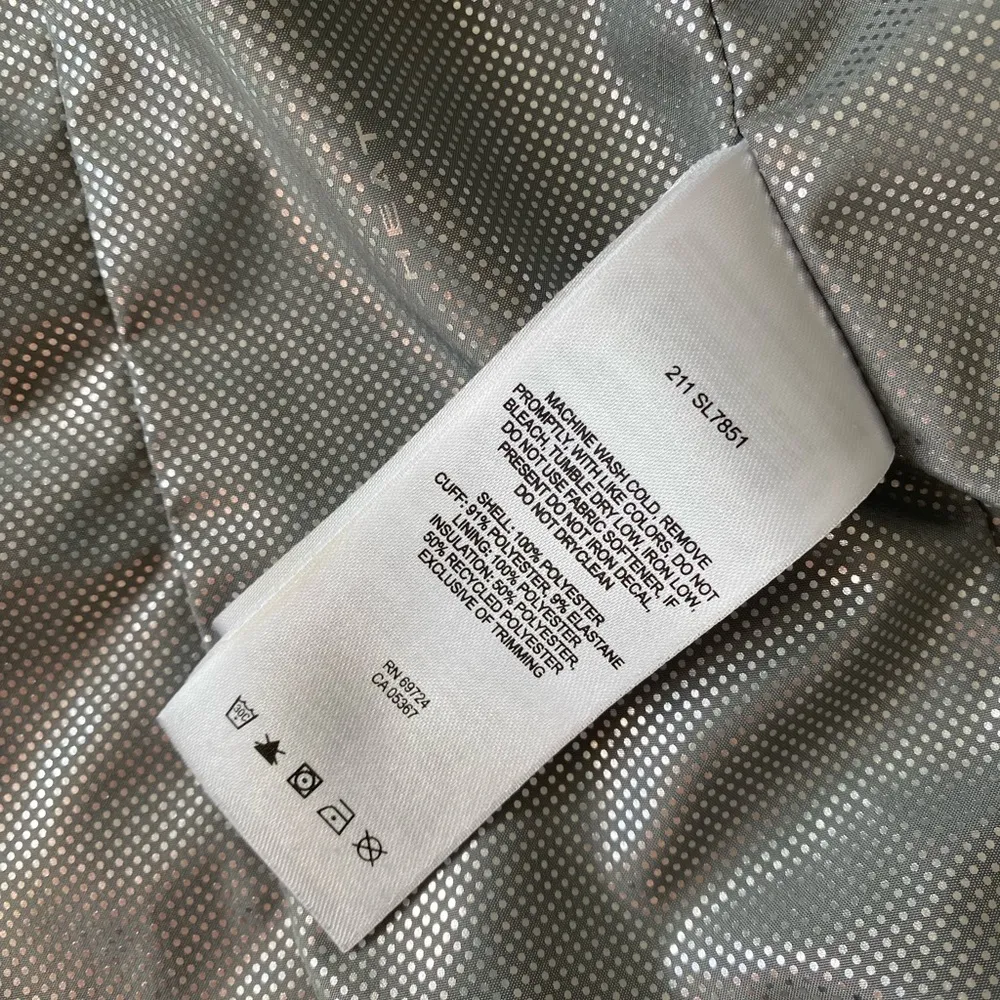 HEAT
211 SL7851
MACHINE WASH COLD, REMOVE
PROMPTLY, WITH LIKE COLORS, DO NOT
BLEACH, TUMBLE DRY LOW, IRON LOW,
DO NOT USE FABRIC SOFTENER, IF
PRESENT DO NOT IRON DECAL,
DO NOT DRYCLEAN
SHELL: 100% POLYESTER
CUFF: 91% POLYESTER, 9% ELASTANE
LINING: 100% POLYESTER
INSULATION: 50% POLYESTER,
50% RECYCLED POLYESTER
EXCLUSIVE OF TRIMMING
RN 69724
CA 05367
30C